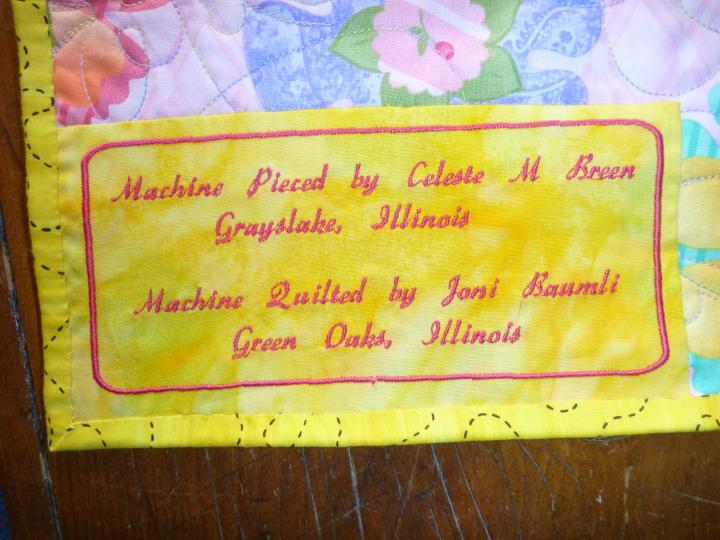 Machine Pieced by Celeste M Breen
Grayslake, Illinois
Machine Quilted by Joni Baumli
Green Oaks, Illinois